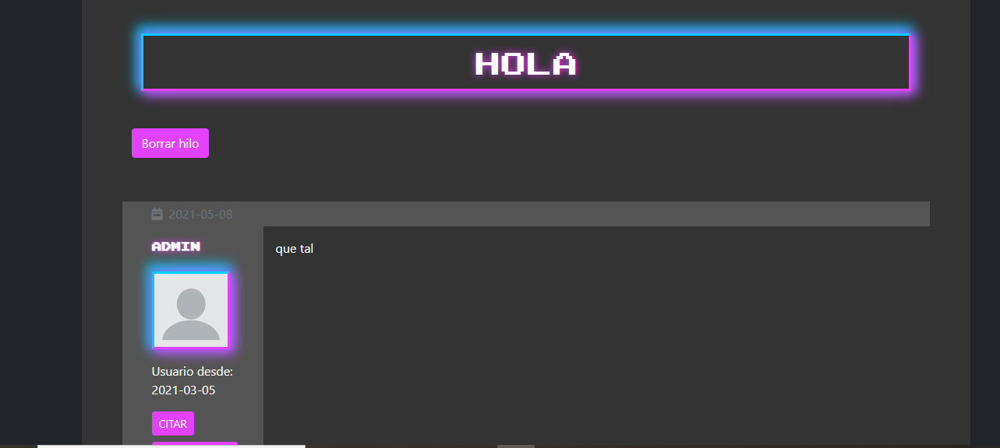 HOLA
Borrar hilo
2021-05-08
ADMIN
que tal
Usuario desde:
2021-03-05
CITAR